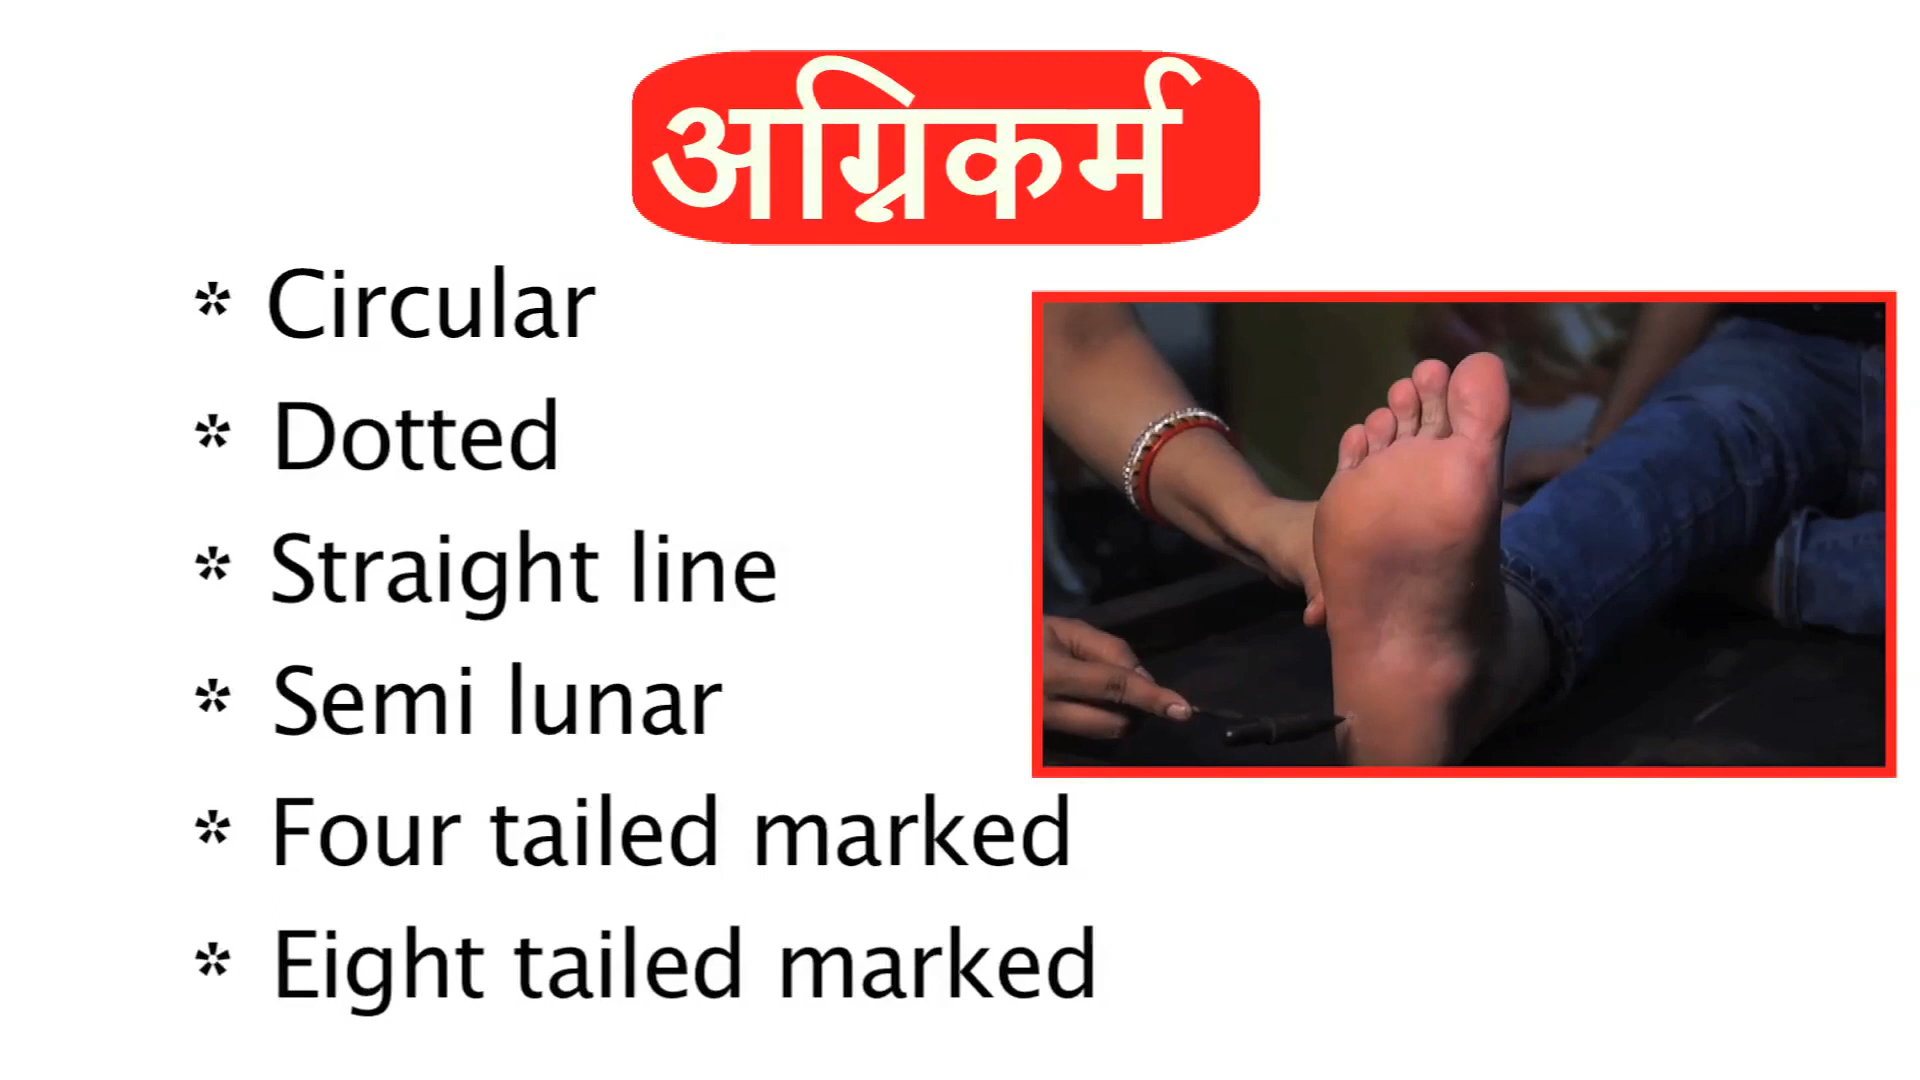 अग्निकर्म
* Circular
* Dotted
* Straight line
* Semi lunar
* Four tailed marked
* Eight tailed marked